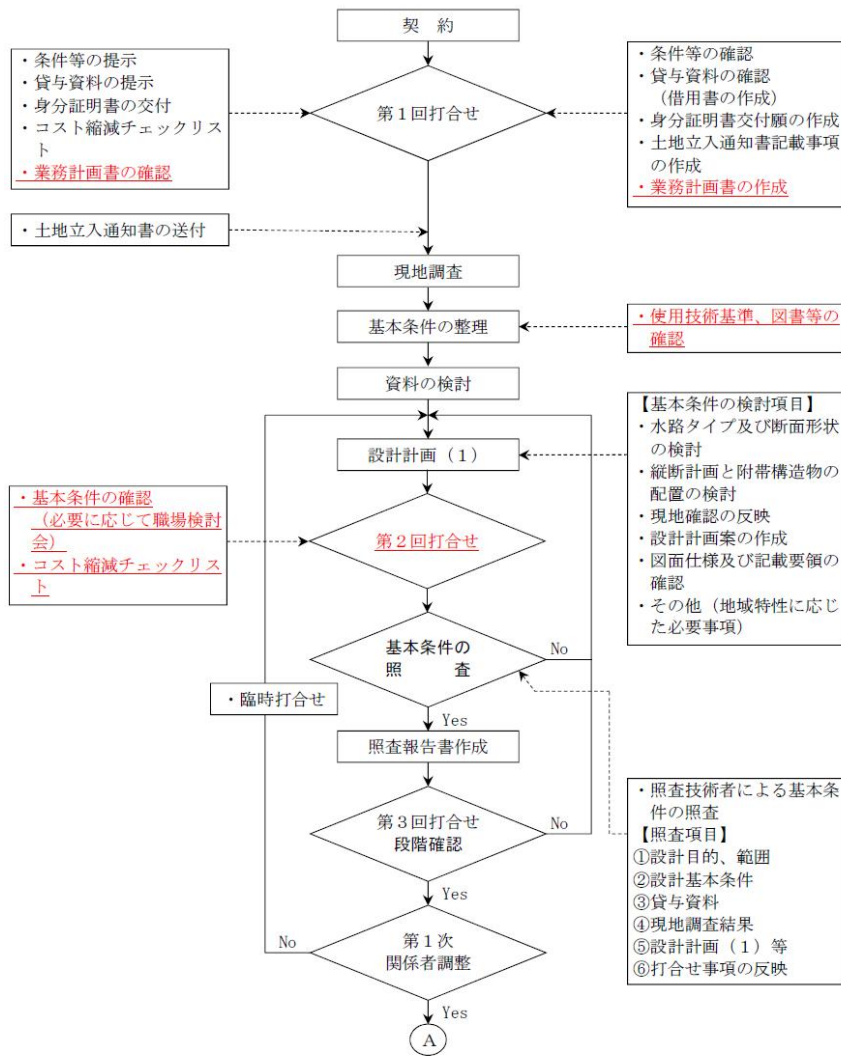 契　約
・条件等の提示
・貸与資料の提示
・身分証明書の交付
・コスト縮減チェックリス
ト
・業務計画書の確認
第１回打合せ
・条件等の確認
・貸与資料の確認
（借用書の作成）
・身分証明書交付願の作成
・土地立入通知書記載事項
の作成
・業務計画書の作成
・土地立入通知書の送付
現地調査
基本条件の整理
・使用技術基準、図書等の
確認
資料の検討
設計計画（１）
【基本条件の検討項目】
・水路タイプ及び断面形状
の検討
・縦断計画と附帯構造物の
配置の検討
・現地確認の反映
・設計計画案の作成
・図面仕様及び記載要領の
確認
・その他（地域特性に応じ
た必要事項）
・基本条件の確認
（必要に応じて職場検討
会）
・コスト縮減チェックリス
ト
第２回打合せ
基本条件の
照　　査
No
・臨時打合せ
Yes
照査報告書作成
・照査技術者による基本条
件の照査
【照査項目】
①設計目的、範囲
②設計基本条件
③貸与資料
④現地調査結果
⑤設計計画（１）等
⑥打合せ事項の反映
第３回打合せ
段階確認
No
Yes
No
第１次
関係者調整
Yes
A